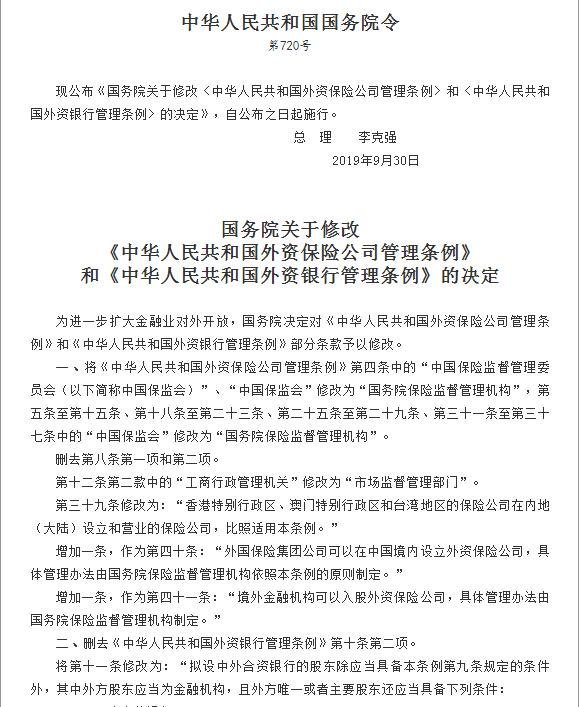 中华人民共和国国务院令
第720号
现公布《国务院关于修改〈中华人民共和国外资保险公司管理条例〉和〈中华人民共和
国外资银行管理条例〉的决定》，自公布之日起施行。
总　理　　李克强
2019年9月30日
国务院关于修改
《中华人民共和国外资保险公司管理条例》
和《中华人民共和国外资银行管理条例》的决定
为进一步扩大金融业对外开放，国务院决定对《中华人民共和国外资保险公司管理条
例》和《中华人民共和国外资银行管理条例》部分条款予以修改。
一、将《中华人民共和国外资保险公司管理条例》第四条中的“中国保险监督管理委
员会（以下简称中国保监会）”、“中国保监会”修改为“国务院保险监督管理机构”，第
五条至第十五条、第十八条至第二十三条、第二十五条至第二十九条、第三十一条至第三十
七条中的“中国保监会”修改为“国务院保险监督管理机构”。
删去第八条第一项和第二项。
第十二条第二款中的“工商行政管理机关”修改为“市场监督管理部门”。
第三十九条修改为：“香港特别行政区、澳门特别行政区和台湾地区的保险公司在内地
（大陆）设立和营业的保险公司，比照适用本条例。”
增加一条，作为第四十条：“外国保险集团公司可以在中国境内设立外资保险公司，具
体管理办法由国务院保险监督管理机构依照本条例的原则制定。”
增加一条，作为第四十一条：“境外金融机构可以入股外资保险公司，具体管理办法由
国务院保险监督管理机构制定。”
二、删去《中华人民共和国外资银行管理条例》第十条第二项。
将第十一条修改为：“拟设中外合资银行的股东除应当具备本条例第九条规定的条件
外，其中外方股东应当为金融机构，且外方唯一或者主要股东还应当具备下列条件：